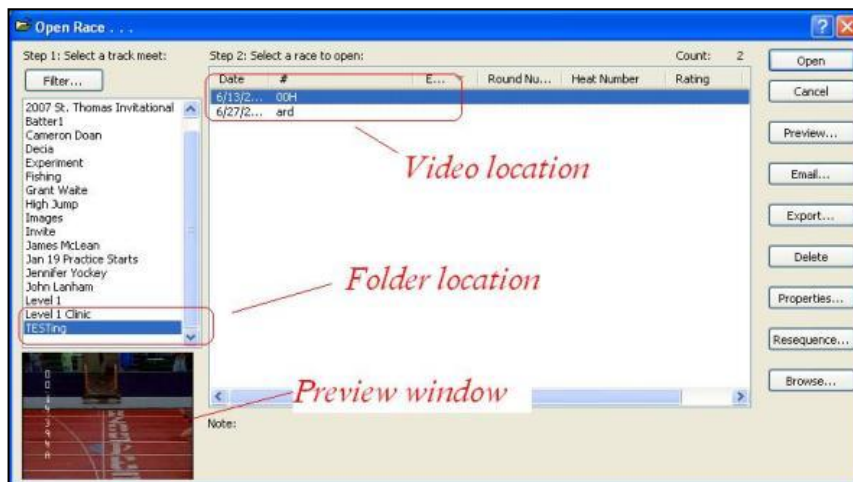 Open Race . . .
Step 1: Select a track meet:
Step 2: Select a race to open:
Count: 2
Filter...
Date # E... Round Nu... Heat Number Rating
6/13/2... 00H
6/27/2... ard
2007 St. Thomas Invitational
Batter1
Cameron Doan
Decia
Experiment
Fishing
Grant Waite
High Jump
Images
Invite
James McLean
Jan 19 Practice Starts
Jennifer Yockey
John Lanham
Level 1
Level 1 Clinic
TESTing
Video location
Folder location
Preview window
Note:
Open
Cancel
Preview...
Email...
Export...
Delete
Properties...
Resequence...
Browse...